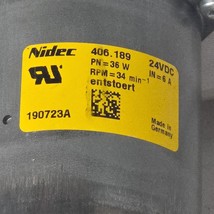 Nidec 406.189 24VDC
PN = 36 W IN = 6 A
RPM = 34 min⁻¹
entstoert
190723A
Made in
Germany